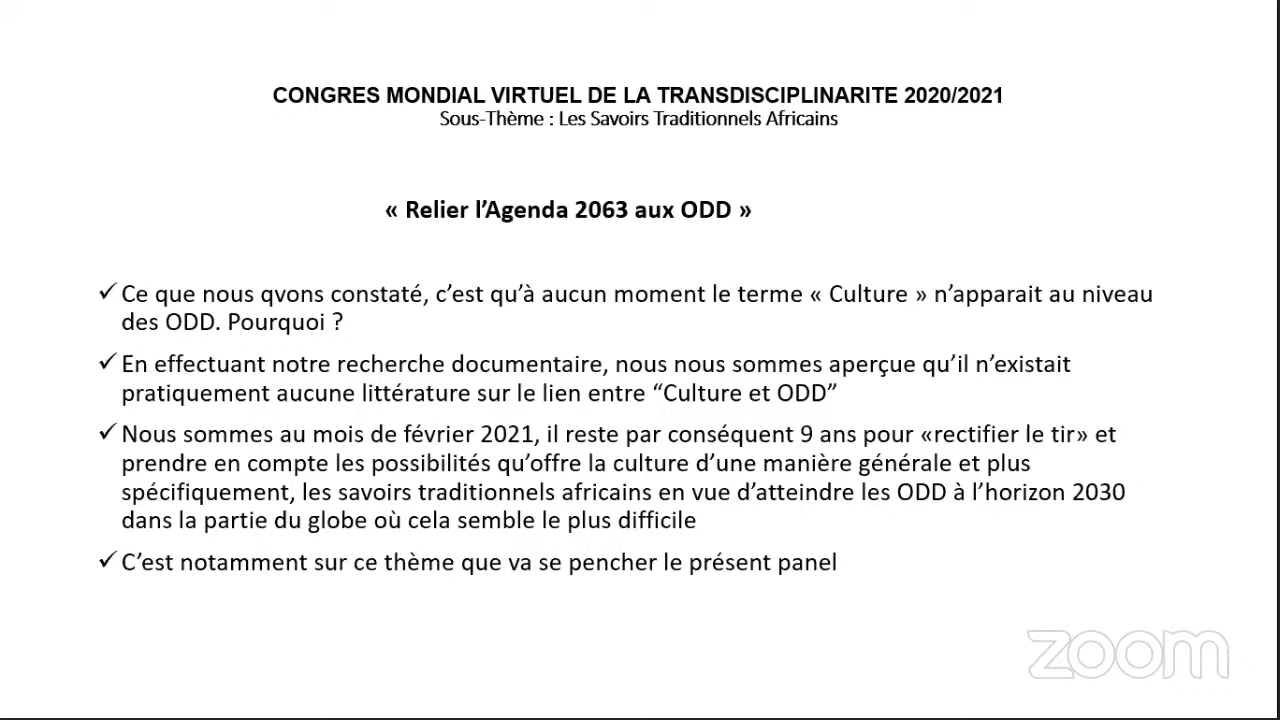 CONGRES MONDIAL VIRTUEL DE LA TRANSDISCIPLINARITE 2020/2021
Sous-Thème : Les Savoirs Traditionnels Africains
« Relier l’Agenda 2063 aux ODD »
✓ Ce que nous qvons constaté, c’est qu’à aucun moment le terme « Culture » n’apparait au niveau
des ODD. Pourquoi ?
✓ En effectuant notre recherche documentaire, nous nous sommes aperçue qu’il n’existait
pratiquement aucune littérature sur le lien entre “Culture et ODD”
✓ Nous sommes au mois de février 2021, il reste par conséquent 9 ans pour «rectifier le tir» et
prendre en compte les possibilités qu’offre la culture d’une manière générale et plus
spécifiquement, les savoirs traditionnels africains en vue d’atteindre les ODD à l’horizon 2030
dans la partie du globe où cela semble le plus difficile
✓ C’est notamment sur ce thème que va se pencher le présent panel
zoom